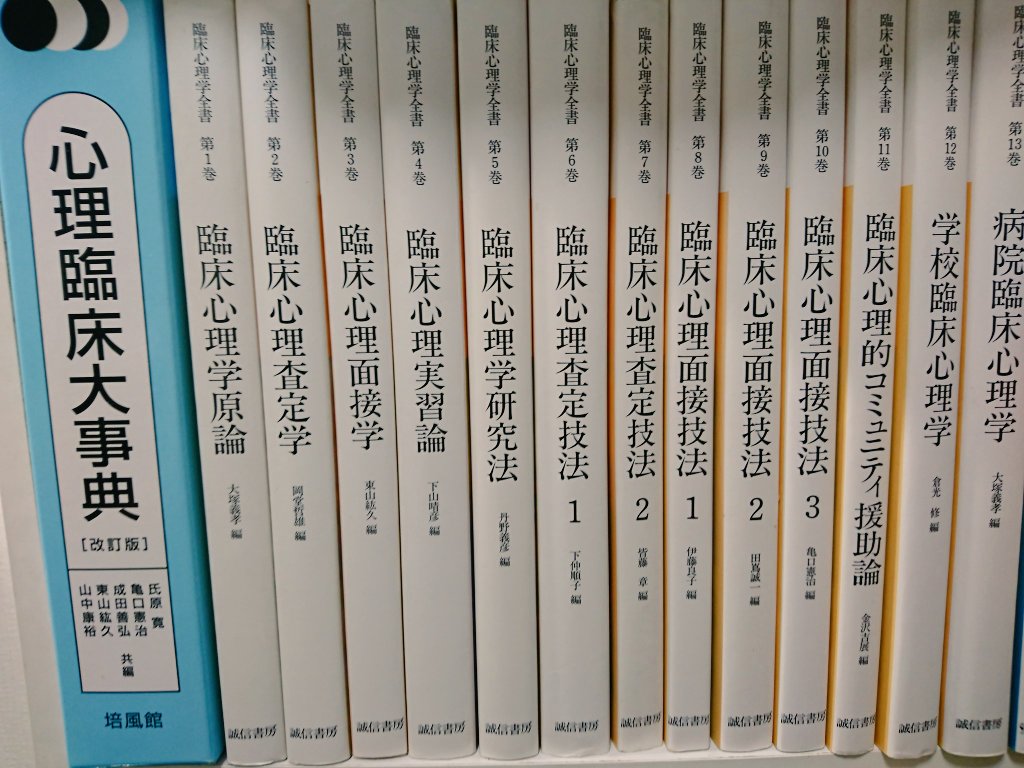 心理臨床大事典
[改訂版]
氏原 寛
亀口憲治
成田善弘
東山紘久
山中康裕
共編
培風館
臨床心理学全書 第1巻
臨床心理学原論
大塚義孝 編
誠信書房
臨床心理学全書 第2巻
臨床心理査定学
岡堂哲雄 編
誠信書房
臨床心理学全書 第3巻
臨床心理面接学
東山紘久 編
誠信書房
臨床心理学全書 第4巻
臨床心理実習論
下山晴彦 編
誠信書房
臨床心理学全書 第5巻
臨床心理学研究法
丹野義彦 編
誠信書房
臨床心理学全書 第6巻
臨床心理査定技法 1
下仲順子 編
誠信書房
臨床心理学全書 第7巻
臨床心理査定技法 2
皆藤 章 編
誠信書房
臨床心理学全書 第8巻
臨床心理面接技法 1
伊藤良子 編
誠信書房
臨床心理学全書 第9巻
臨床心理面接技法 2
田嶌誠一 編
誠信書房
臨床心理学全書 第10巻
臨床心理面接技法 3
亀口憲治 編
誠信書房
臨床心理学全書 第11巻
臨床心理的コミュニティ援助論
金沢吉展 編
誠信書房
臨床心理学全書 第12巻
学校臨床心理学
倉光 修 編
誠信書房
臨床心理学全書 第13巻
病院臨床心理学
大塚義孝 編
誠信書房